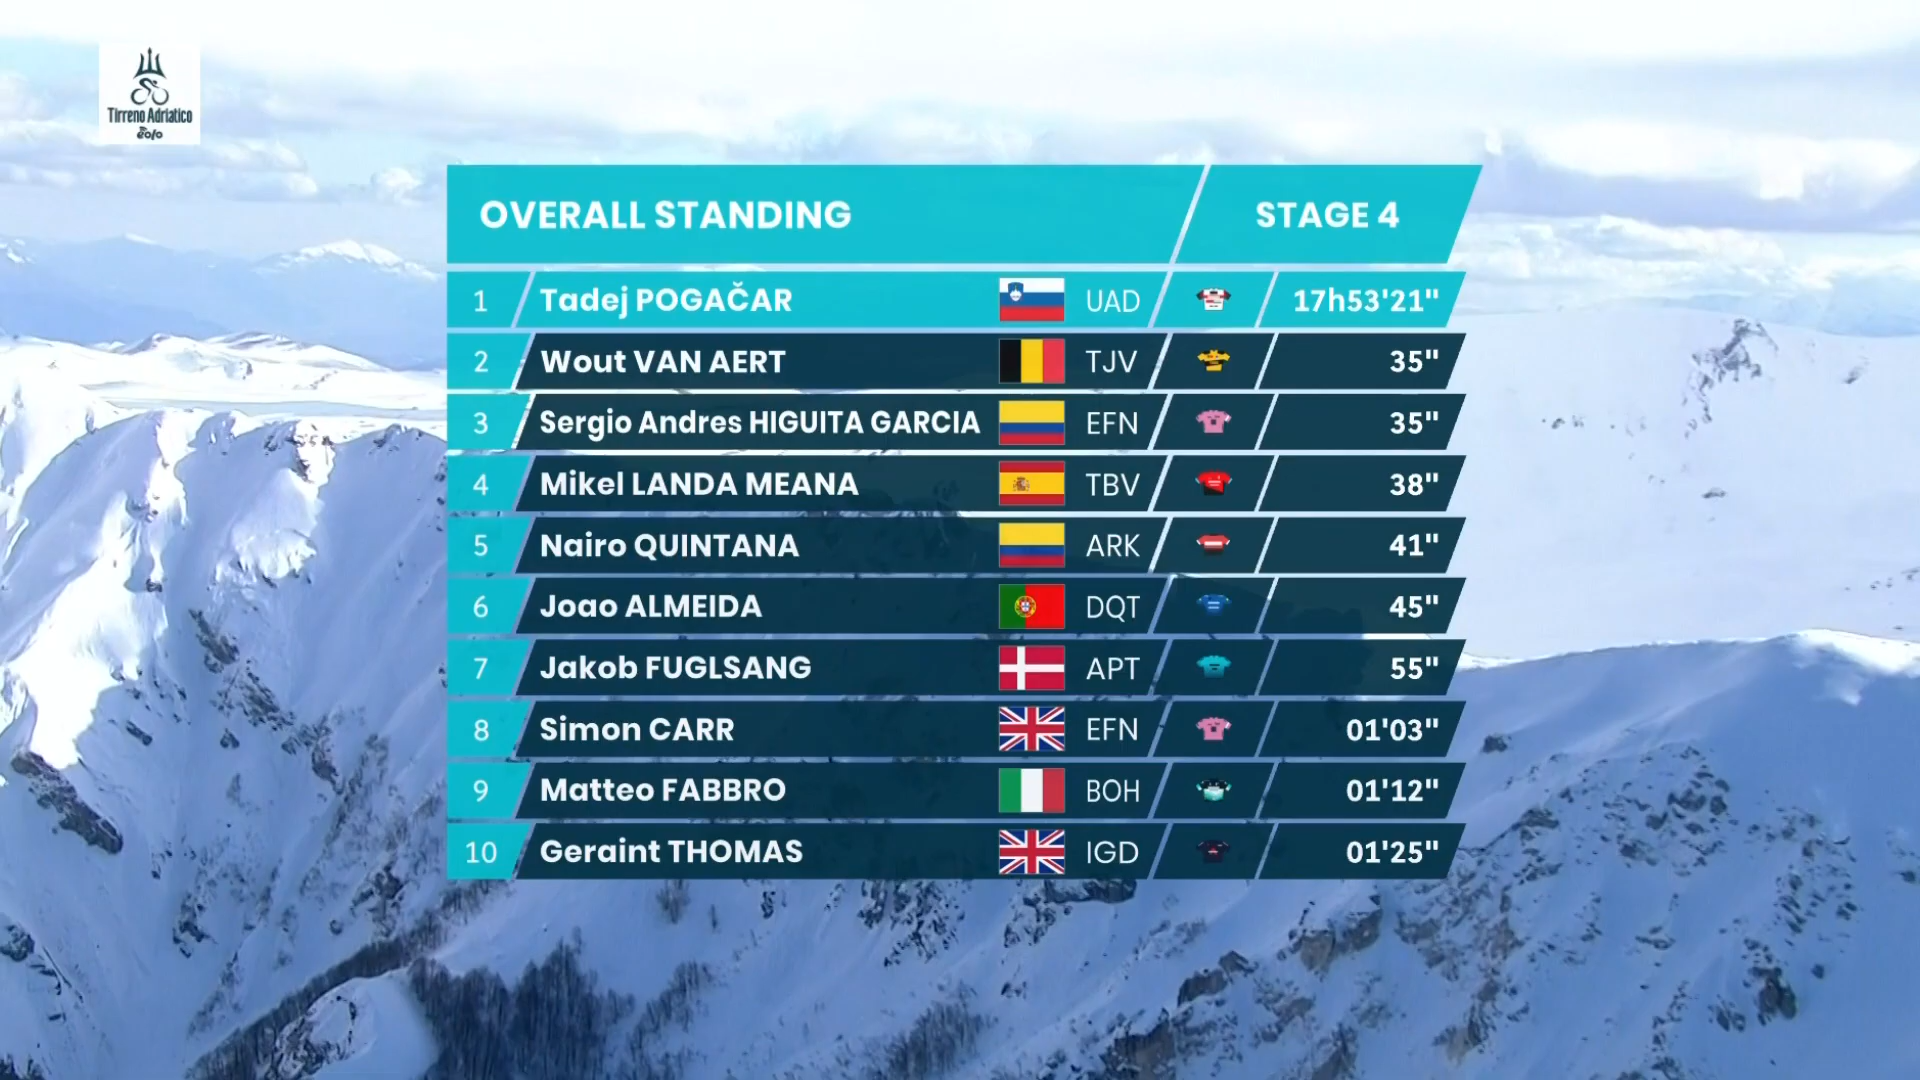 Tirreno Adriatico
eolo
OVERALL STANDING STAGE 4
1 Tadej POGAČAR UAD 17h53'21"
2 Wout VAN AERT TJV 35"
3 Sergio Andres HIGUITA GARCIA EFN 35"
4 Mikel LANDA MEANA TBV 38"
5 Nairo QUINTANA ARK 41"
6 Joao ALMEIDA DQT 45"
7 Jakob FUGLSANG APT 55"
8 Simon CARR EFN 01'03"
9 Matteo FABBRO BOH 01'12"
10 Geraint THOMAS IGD 01'25"